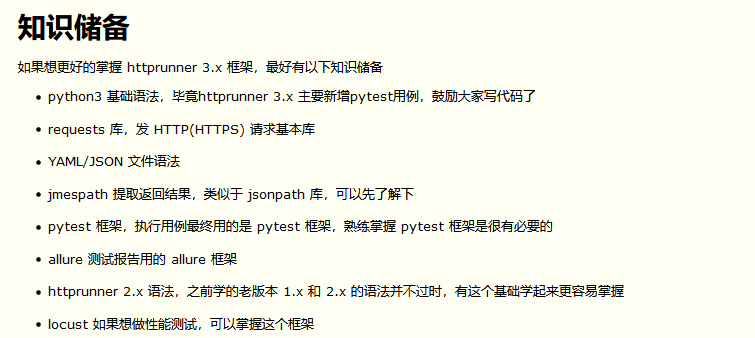 知识储备
如果想更好的掌握 httprunner 3.x 框架，最好有以下知识储备
• python3 基础语法，毕竟httprunner 3.x 主要新增pytest用例，鼓励大家写代码了
• requests 库，发 HTTP(HTTPS) 请求基本库
• YAML/JSON 文件语法
• jmespath 提取返回结果，类似于 jsonpath 库，可以先了解下
• pytest 框架，执行用例最终用的是 pytest 框架，熟练掌握 pytest 框架是很有必要的
• allure 测试报告用的 allure 框架
• httprunner 2.x 语法，之前学的老版本 1.x 和 2.x 的语法并不过时，有这个基础学起来更容易掌握
• locust 如果想做性能测试，可以掌握这个框架